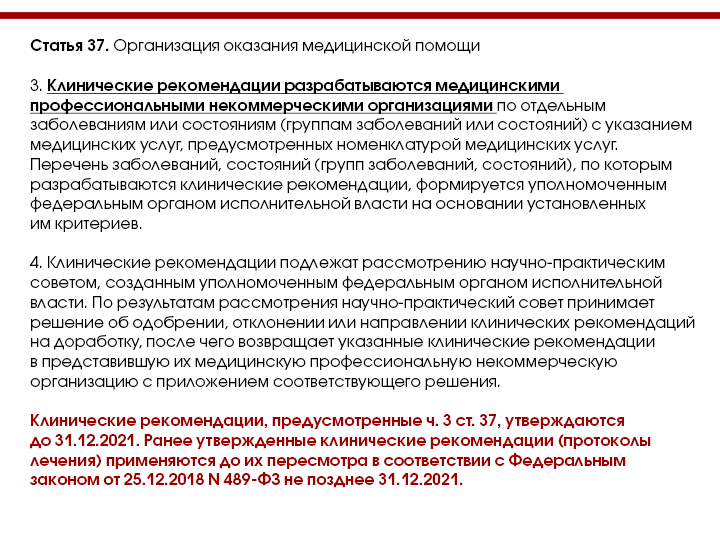 Статья 37. Организация оказания медицинской помощи
3. Клинические рекомендации разрабатываются медицинскими
профессиональными некоммерческими организациями по отдельным
заболеваниям или состояниям (группам заболеваний или состояний) с указанием
медицинских услуг, предусмотренных номенклатурой медицинских услуг.
Перечень заболеваний, состояний (групп заболеваний, состояний), по которым
разрабатываются клинические рекомендации, формируется уполномоченным
федеральным органом исполнительной власти на основании установленных
им критериев.
4. Клинические рекомендации подлежат рассмотрению научно-практическим
советом, созданным уполномоченным федеральным органом исполнительной
власти. По результатам рассмотрения научно-практический совет принимает
решение об одобрении, отклонении или направлении клинических рекомендаций
на доработку, после чего возвращает указанные клинические рекомендации
в представившую их медицинскую профессиональную некоммерческую
организацию с приложением соответствующего решения.
Клинические рекомендации, предусмотренные ч. 3 ст. 37, утверждаются
до 31.12.2021. Ранее утвержденные клинические рекомендации (протоколы
лечения) применяются до их пересмотра в соответствии с Федеральным
законом от 25.12.2018 N 489-ФЗ не позднее 31.12.2021.